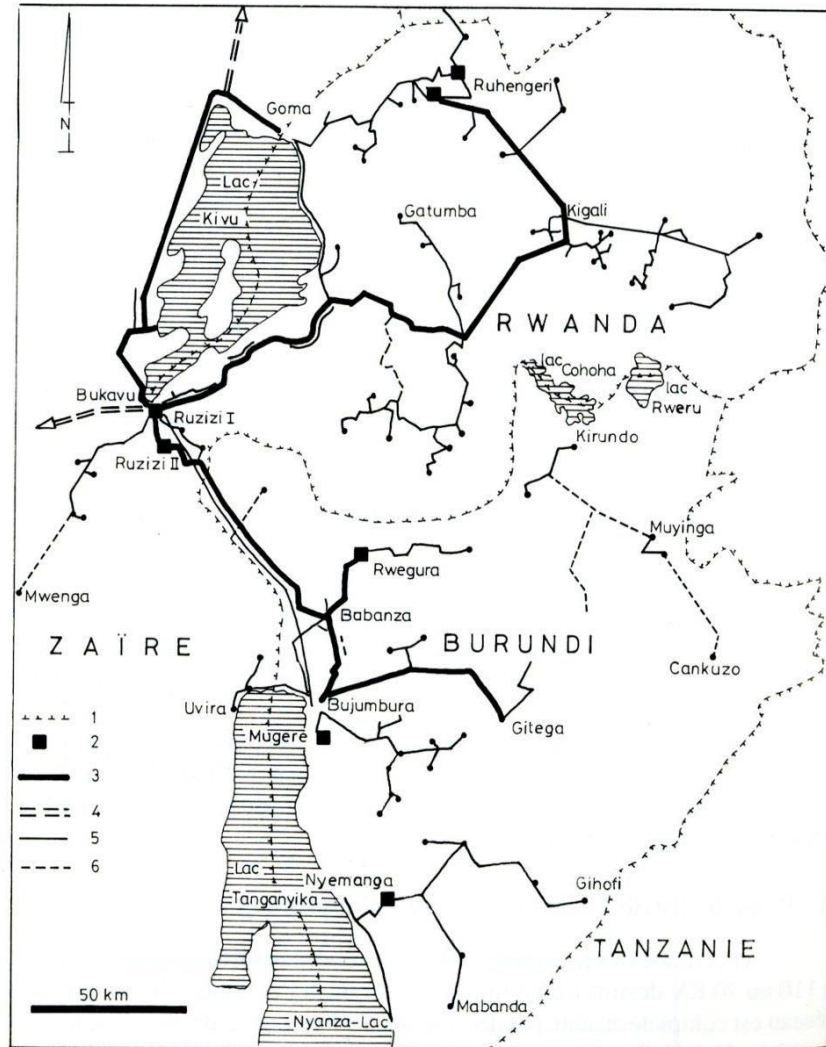 N
Goma
Ruhengeri
Lac
Kivu
Gatumba
Kigali
RWANDA
lac
Cohoha
lac
Rweru
Bukavu
Ruzizi I
Kirundo
Ruzizi II
Muyinga
Rwegura
Mwenga
Babanza
ZAÏRE
BURUNDI
Cankuzo
Uvira
Bujumbura
Gitega
Mugere
1
2
3
4
5
6
Lac
Tanganyika
Nyemanga
Gihofi
TANZANIE
50 km
Mabanda
Nyanza-Lac